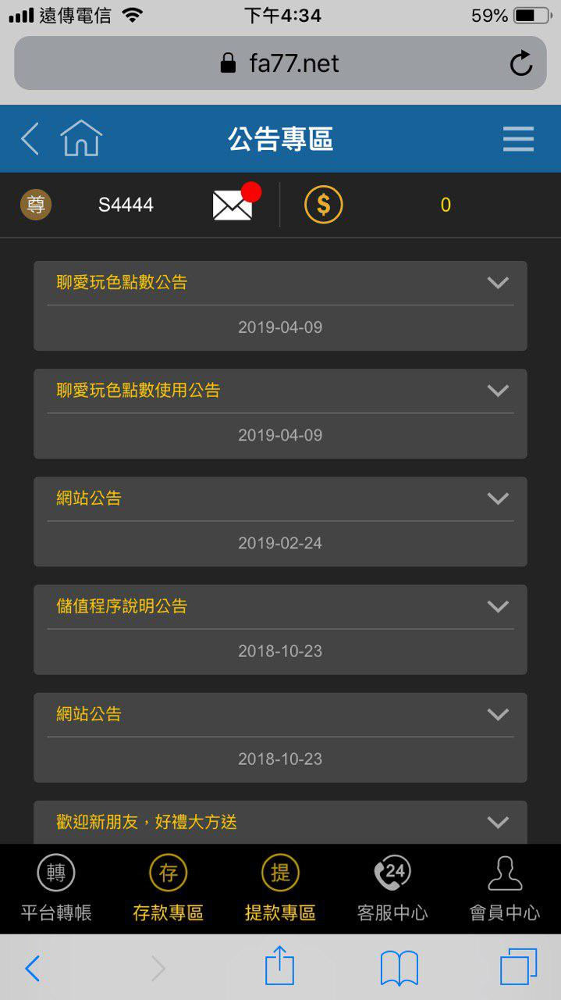 遠傳電信 下午4:34 59%
fa77.net
公告專區
尊 S4444 $ 0
聊愛玩色點數公告
2019-04-09
聊愛玩色點數使用公告
2019-04-09
網站公告
2019-02-24
儲值程序說明公告
2018-10-23
網站公告
2018-10-23
歡迎新朋友，好禮大方送
轉 存 提 24
平台轉帳 存款專區 提款專區 客服中心 會員中心